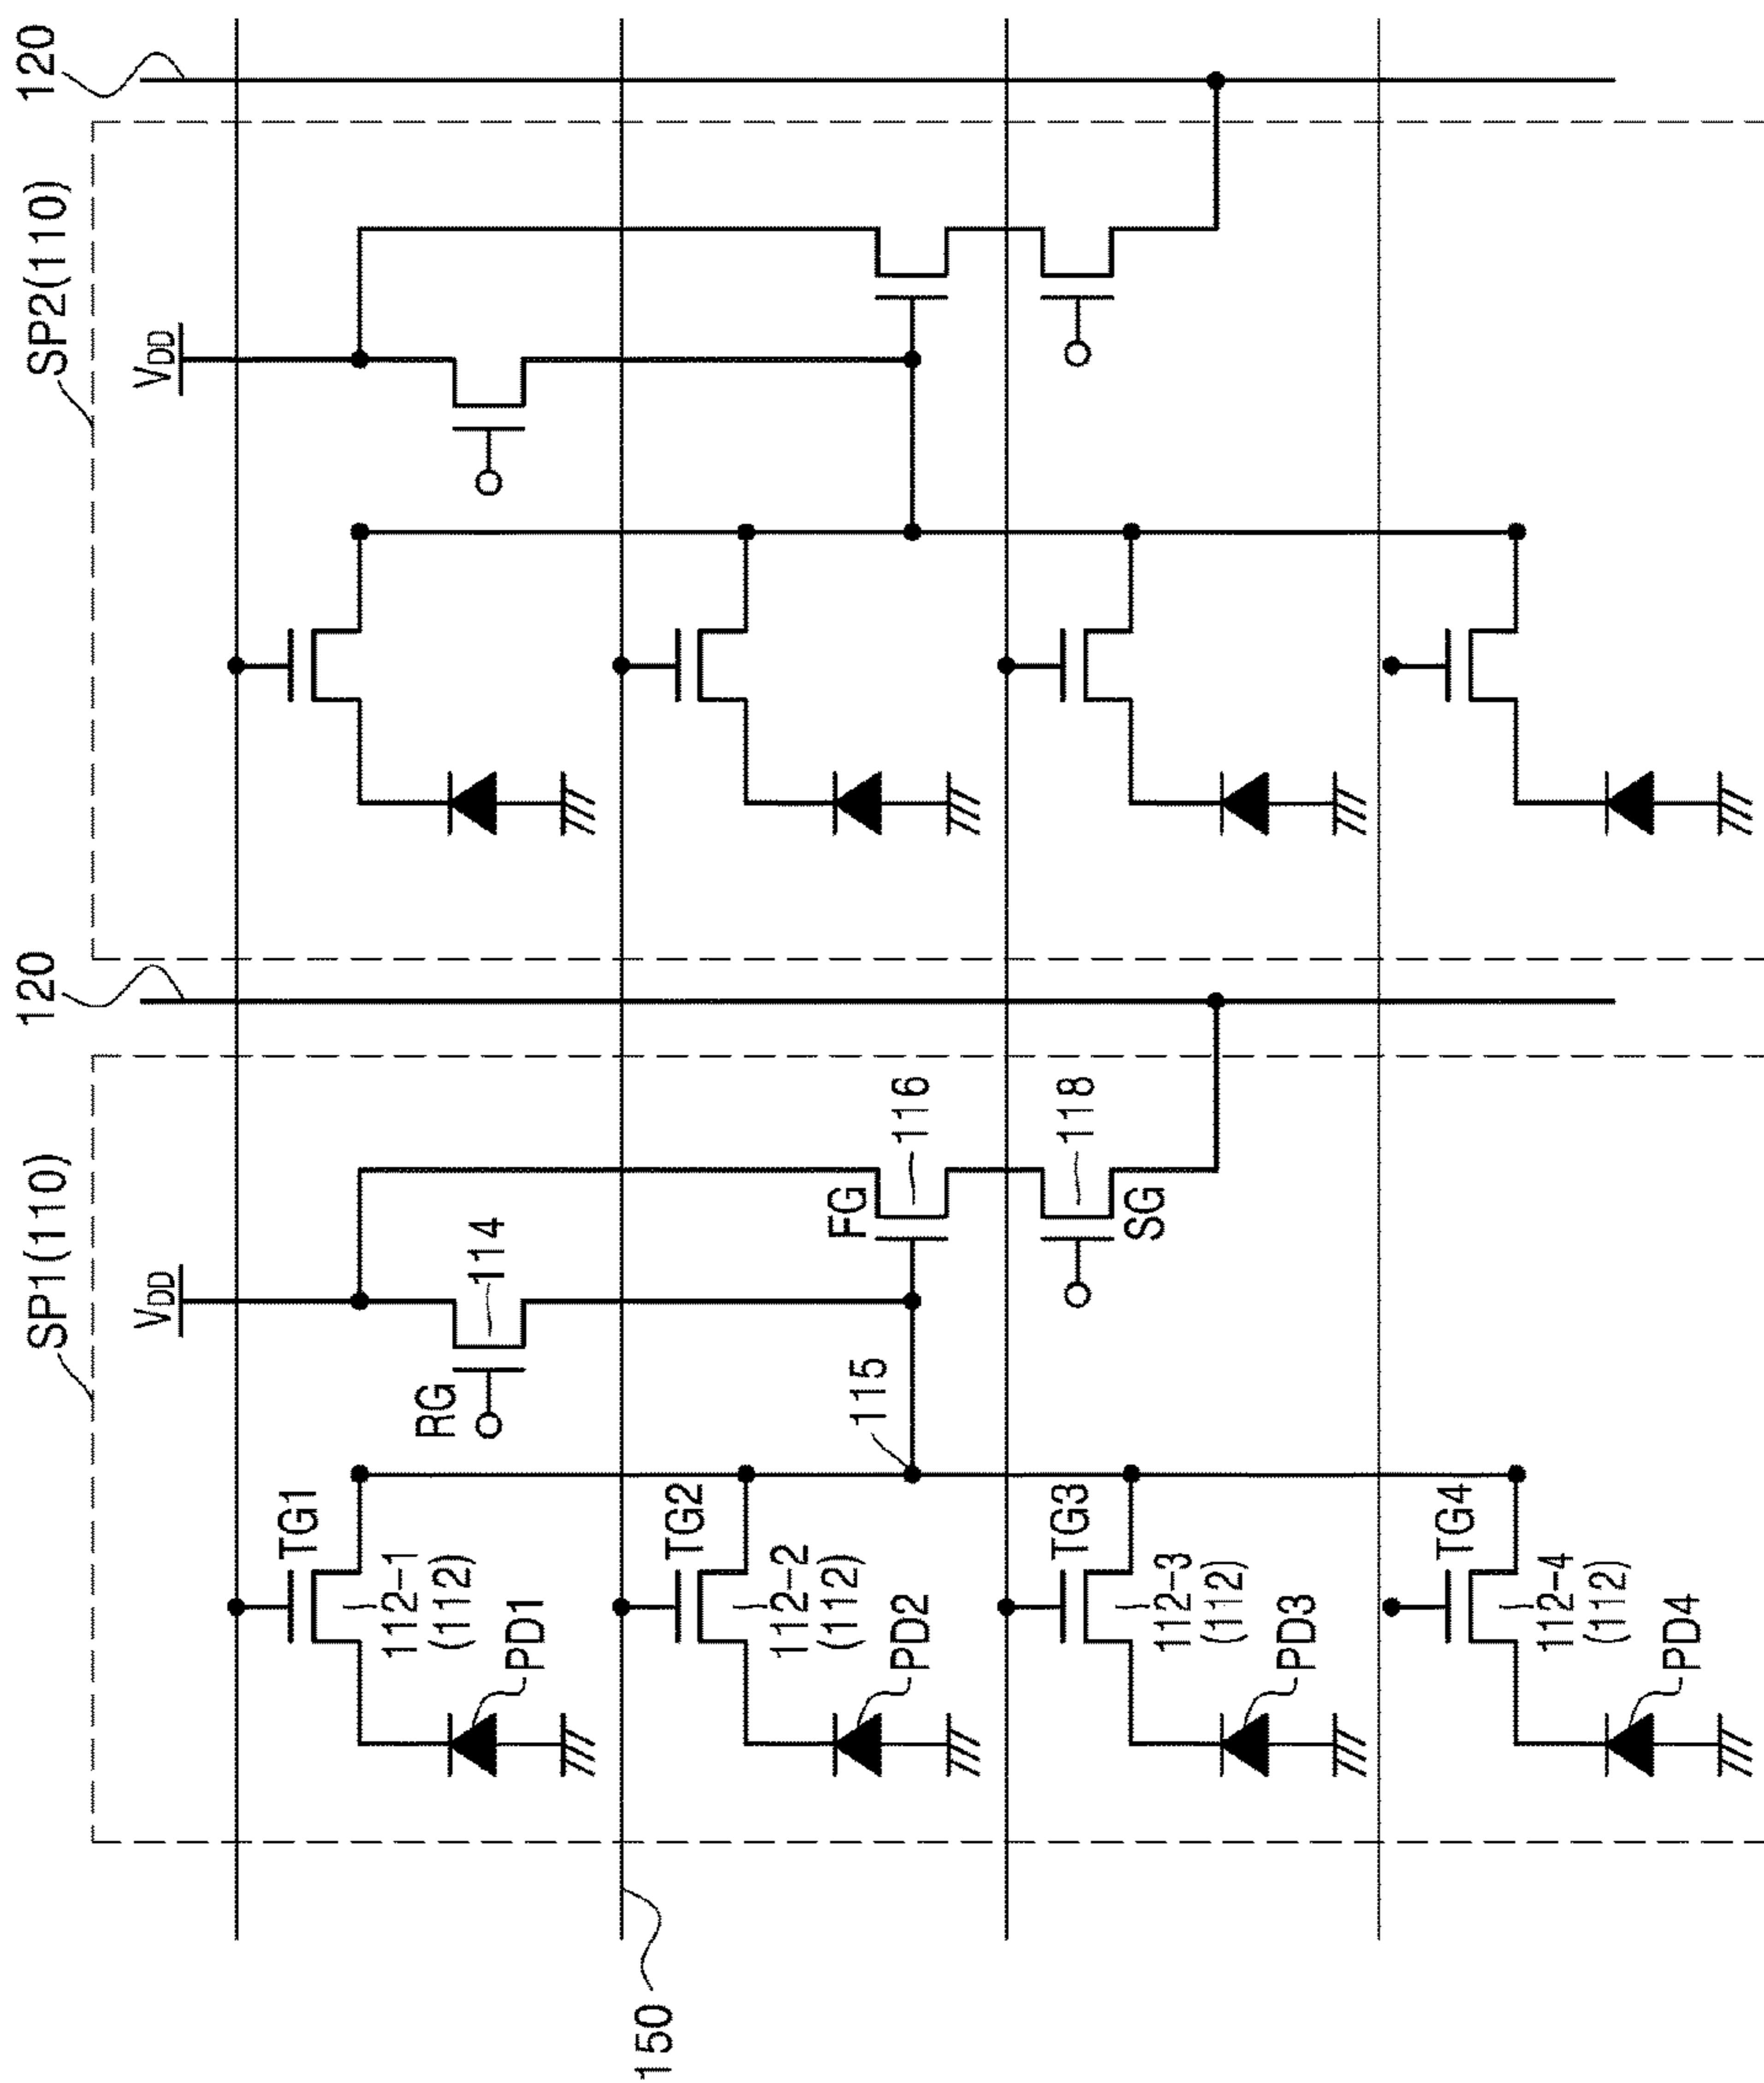 SP1(110)
120
SP2(110)
120
VDD
VDD
TG1
112-1
(112)
RG
114
PD1
150
TG2
112-2
(112)
FG
115
116
PD2
TG3
118
SG
112-3
(112)
PD3
TG4
112-4
(112)
PD4